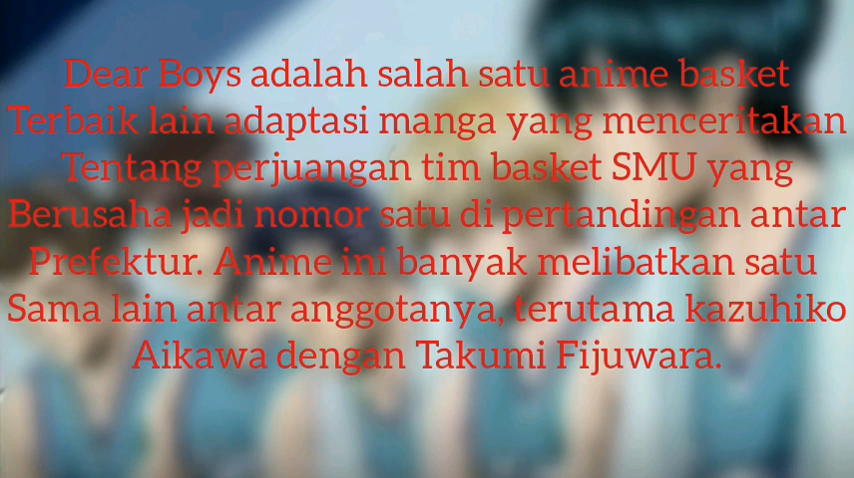 Dear Boys adalah salah satu anime basket
Terbaik lain adaptasi manga yang menceritakan
Tentang perjuangan tim basket SMU yang
Berusaha jadi nomor satu di pertandingan antar
Prefektur. Anime ini banyak melibatkan satu
Sama lain antar anggotanya, terutama kazuhiko
Aikawa dengan Takumi Fijuwara.